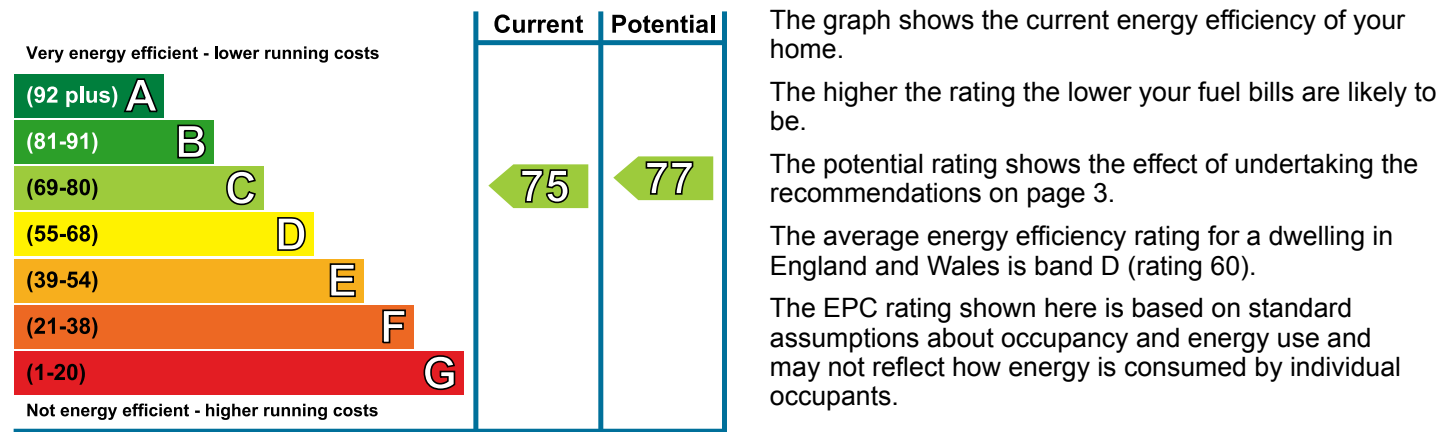 Current Potential
Very energy efficient - lower running costs
(92 plus) A
(81-91) B
(69-80) C
75 77
(55-68) D
(39-54) E
(21-38) F
(1-20) G
Not energy efficient - higher running costs
The graph shows the current energy efficiency of your
home.
The higher the rating the lower your fuel bills are likely to
be.
The potential rating shows the effect of undertaking the
recommendations on page 3.
The average energy efficiency rating for a dwelling in
England and Wales is band D (rating 60).
The EPC rating shown here is based on standard
assumptions about occupancy and energy use and
may not reflect how energy is consumed by individual
occupants.